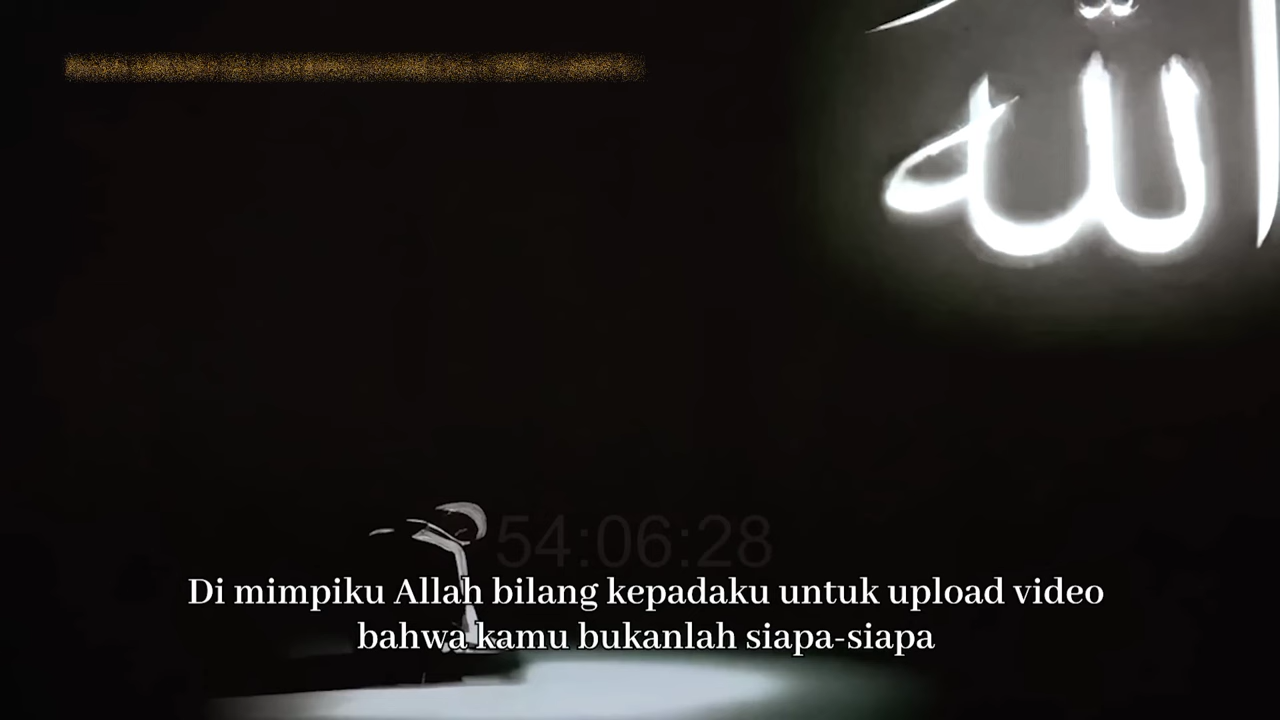 الله
54:06:28
Di mimpiku Allah bilang kepadaku untuk upload video
bahwa kamu bukanlah siapa-siapa